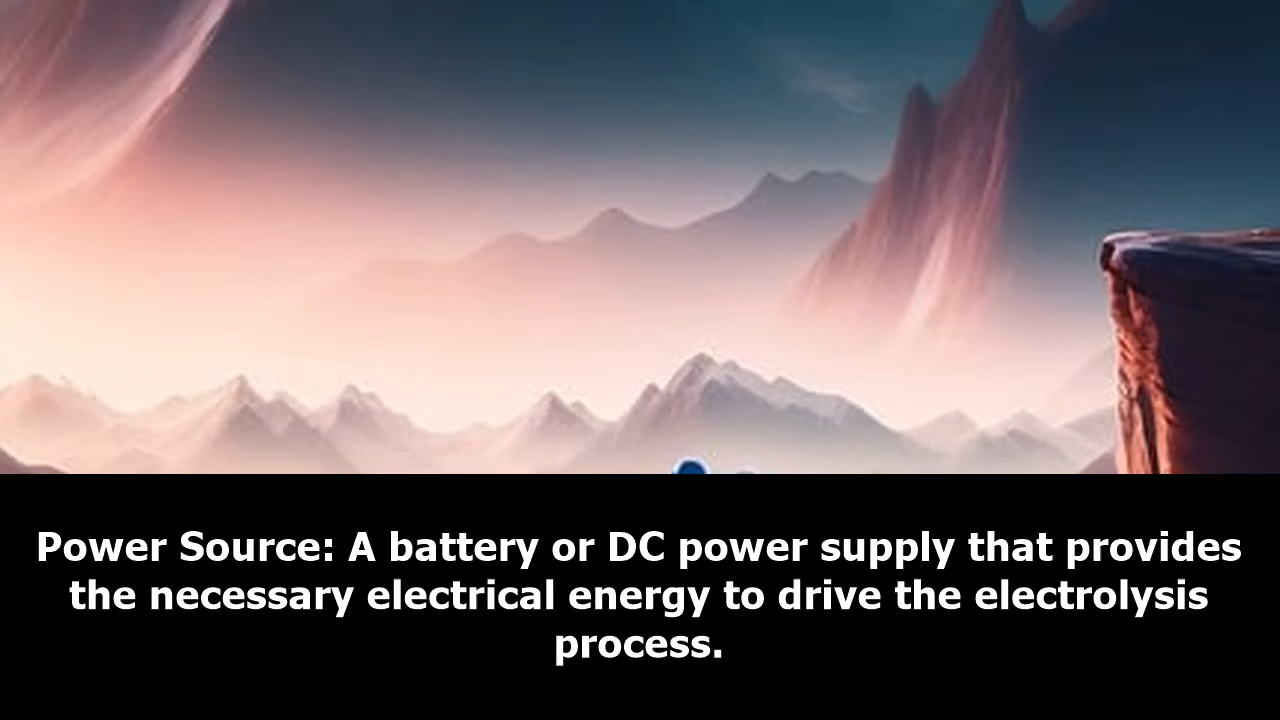 Power Source: A battery or DC power supply that provides
the necessary electrical energy to drive the electrolysis
process.